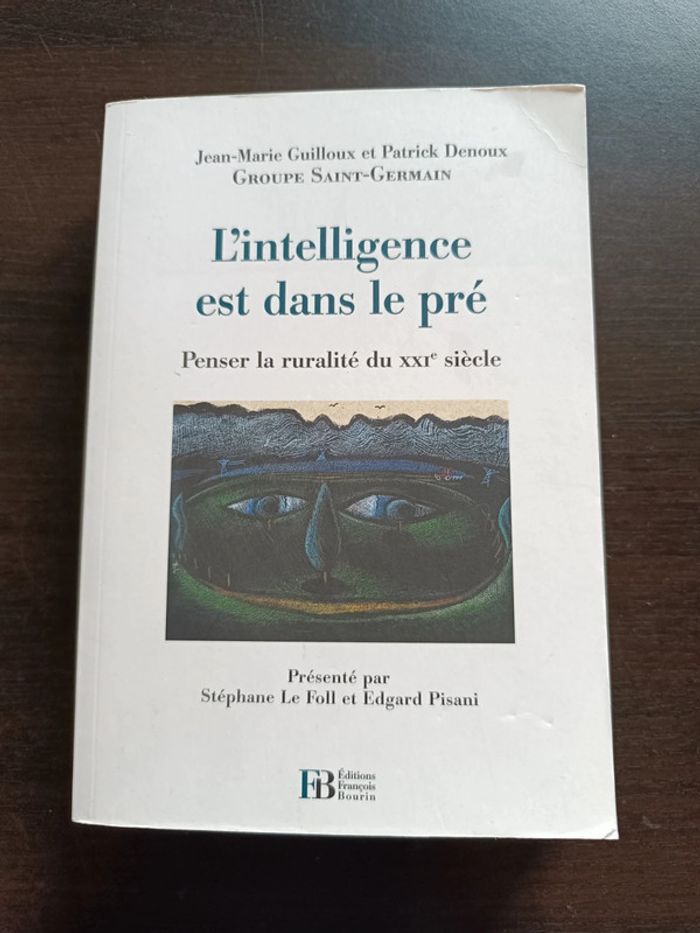 Jean-Marie Guilloux et Patrick Denoux
GROUPE SAINT-GERMAIN
L'intelligence
est dans le pré
Penser la ruralité du XXIe siècle
Présenté par
Stéphane Le Foll et Edgard Pisani
FB Éditions
François
Bourin